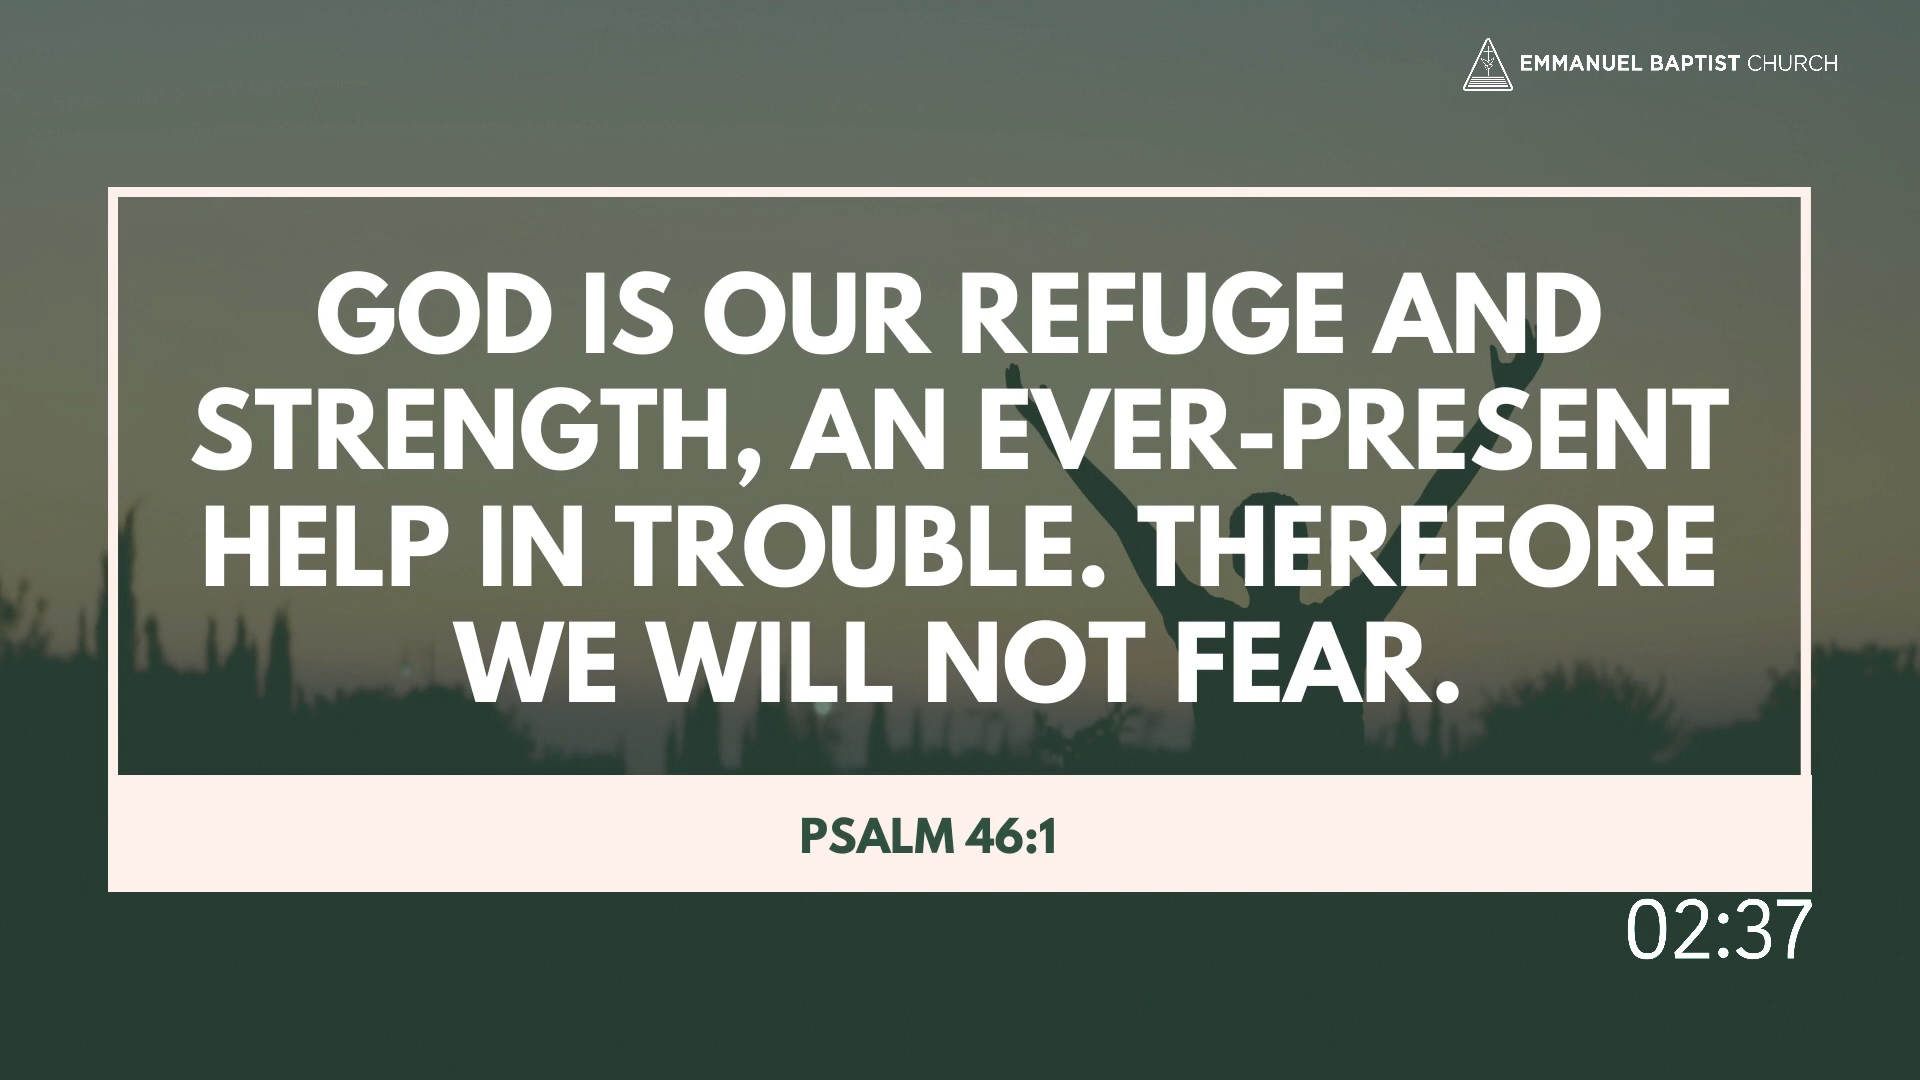 EMMANUEL BAPTIST CHURCH
GOD IS OUR REFUGE AND
STRENGTH, AN EVER-PRESENT
HELP IN TROUBLE. THEREFORE
WE WILL NOT FEAR.
PSALM 46:1
02:37